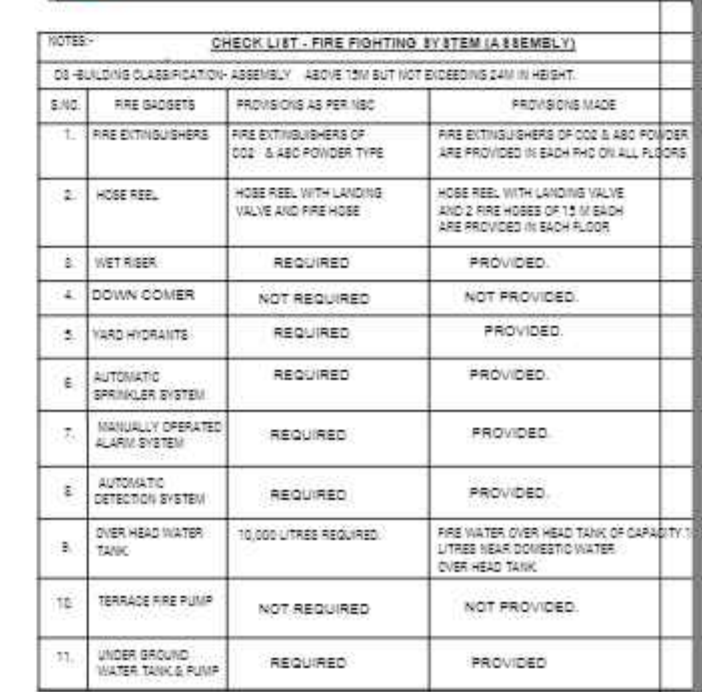 NOTES:-
CHECK LIST - FIRE FIGHTING SYSTEM (ASSEMBLY)
D3 -BUILDING CLASSIFICATION- ASSEMBLY ABOVE 15M BUT NOT EXCEEDING 24M IN HEIGHT.
S.NO. FIRE GADGETS PROVISIONS AS PER NBC PROVISIONS MADE
1. FIRE EXTINGUISHERS FIRE EXTINGUISHERS OF FIRE EXTINGUISHERS OF CO2 & ABC POWDER
CO2 & ABC POWDER TYPE ARE PROVIDED IN EACH FHC ON ALL FLOORS
2. HOSE REEL HOSE REEL WITH LANDING HOSE REEL WITH LANDING VALVE
VALVE AND FIRE HOSE AND 2 FIRE HOSES OF 15 M EACH
ARE PROVIDED IN EACH FLOOR
3. WET RISER REQUIRED PROVIDED.
4. DOWN COMER NOT REQUIRED NOT PROVIDED.
5. YARD HYDRANTS REQUIRED PROVIDED.
6. AUTOMATIC REQUIRED PROVIDED.
SPRINKLER SYSTEM
7. MANUALLY OPERATED REQUIRED PROVIDED.
ALARM SYSTEM
8. AUTOMATIC REQUIRED PROVIDED.
DETECTION SYSTEM
9. OVER HEAD WATER 10,000 LITRES REQUIRED. FIRE WATER OVER HEAD TANK OF CAPACITY
TANK LITRES NEAR DOMESTIC WATER
OVER HEAD TANK
10. TERRACE FIRE PUMP NOT REQUIRED NOT PROVIDED.
11. UNDER GROUND REQUIRED PROVIDED
WATER TANK & PUMP